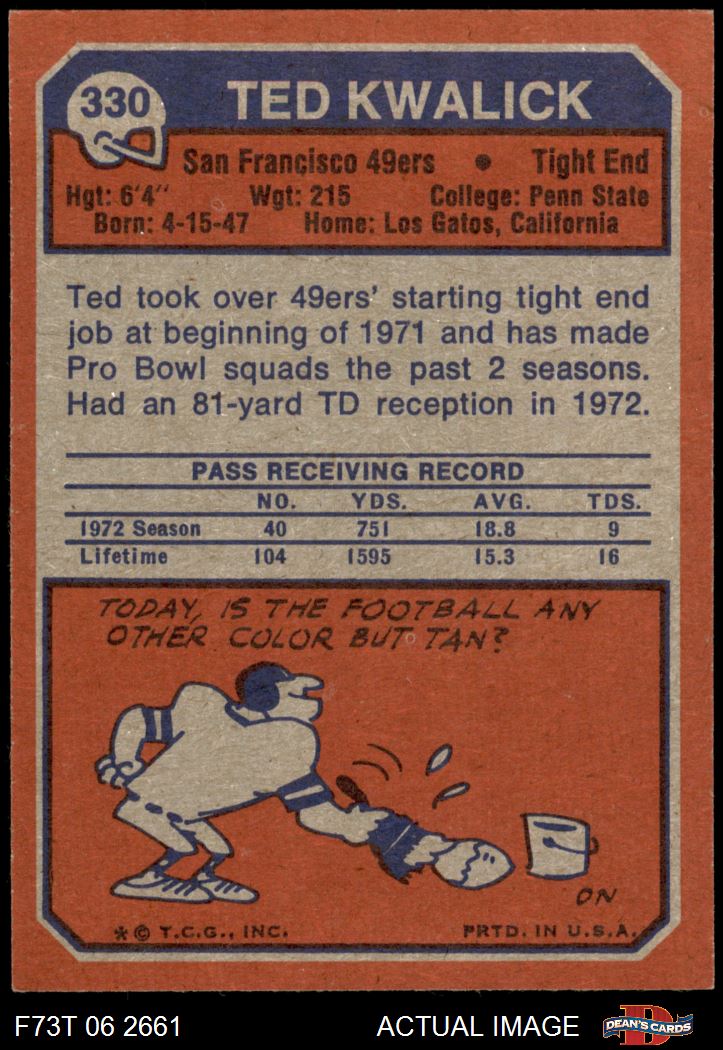 330
TED KWALICK
San Francisco 49ers • Tight End
Hgt: 6'4" Wgt: 215 College: Penn State
Born: 4-15-47 Home: Los Gatos, California
Ted took over 49ers' starting tight end
job at beginning of 1971 and has made
Pro Bowl squads the past 2 seasons.
Had an 81-yard TD reception in 1972.
PASS RECEIVING RECORD
NO. YDS. AVG. TDS.
1972 Season 40 751 18.8 9
Lifetime 104 1595 15.3 16
TODAY, IS THE FOOTBALL ANY
OTHER COLOR BUT TAN?
ON
* © T.C.G., INC. PRTD. IN U.S.A.
F73T 06 2661 ACTUAL IMAGE D DEAN'S CARDS